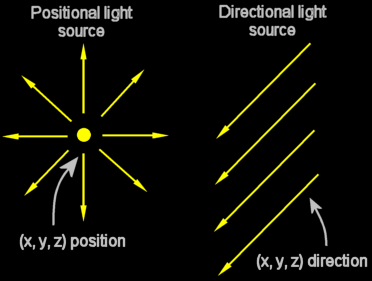 Positional light
source
Directional light
source
(x, y, z) position
(x, y, z) direction